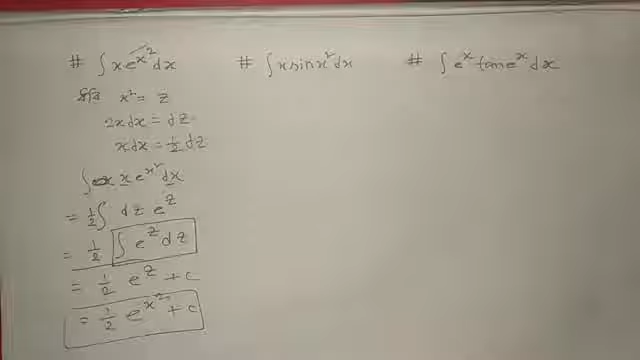 # ∫ x e^{x²} dx   # ∫ x sin x² dx   # ∫ e^x tan e^x dx
ধরি x² = z
2x dx = dz
x dx = ½ dz
∫ x e^{x²} dx
= ½ ∫ dz e^z
= ½ ∫ e^z dz
= ½ e^z + c
= ½ e^{x²} + c